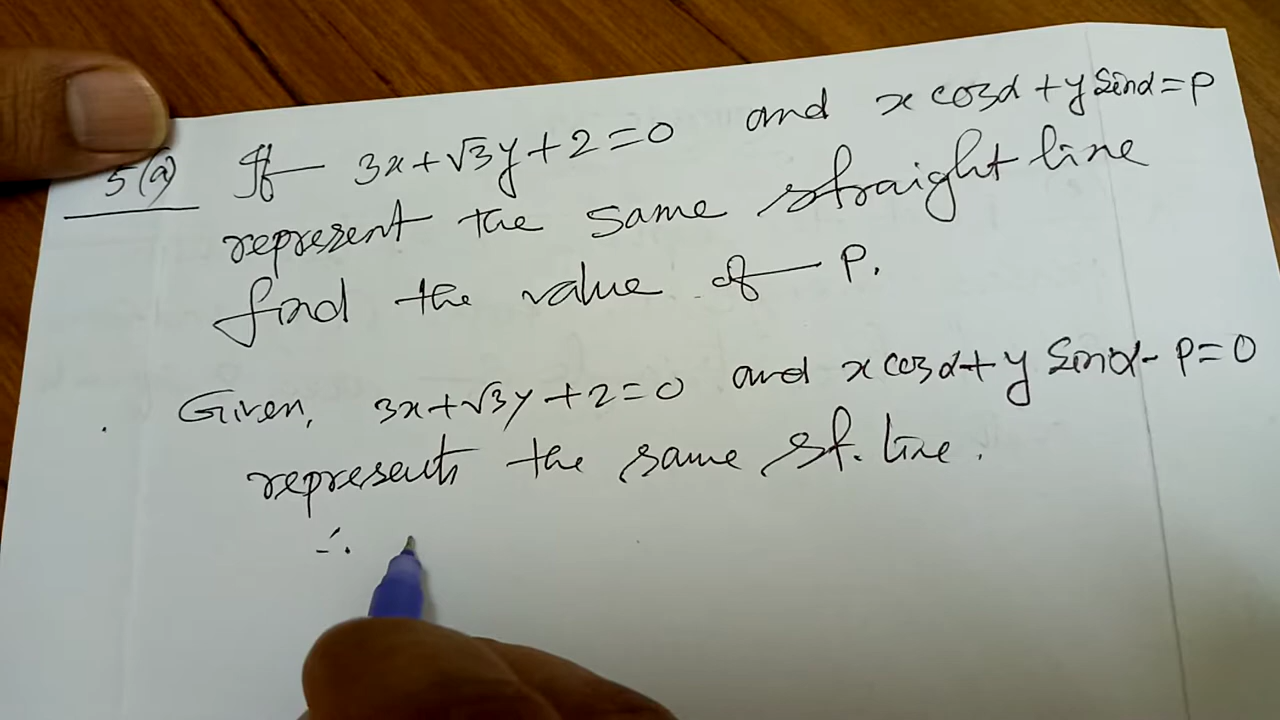 5(a) If 3x+√3y+2=0 and x cosα+y Sinα=P
represent the same straight line
find the value of P.
Given, 3x+√3y+2=0 and x cosα+y Sinα-P=0
represents the same st. line.
∴